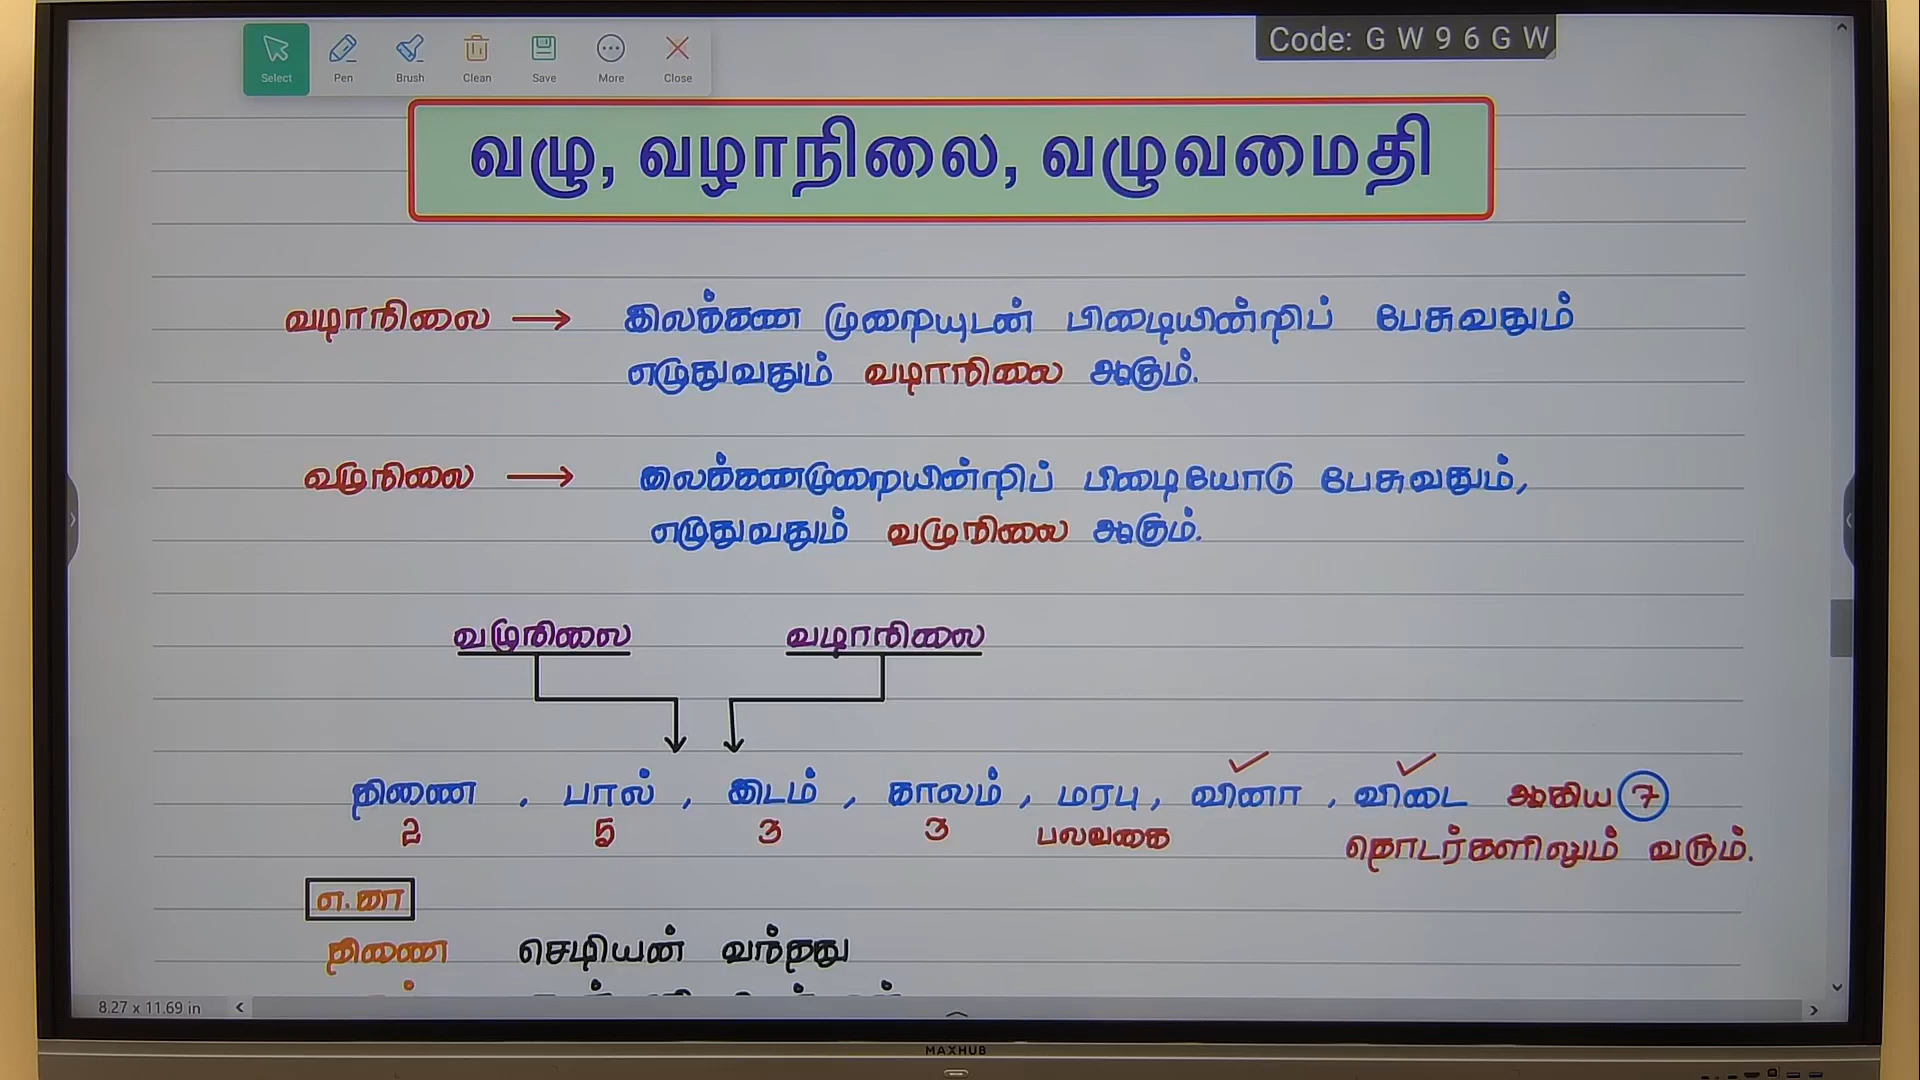 Code: G W 9 6 G W
Select Pen Brush Clean Save More Close
வழு, வழாநிலை, வழுவமைதி
வழாநிலை → இலக்கண முறையுடன் பிழையின்றிப் பேசுவதும்
எழுதுவதும் வழாநிலை ஆகும்.
வழுநிலை → இலக்கணமுறையின்றிப் பிழையோடு பேசுவதும்,
எழுதுவதும் வழுநிலை ஆகும்.
வழுநிலை வழாநிலை
திணை , பால் , இடம் , காலம் , மரபு , வினா , விடை ஆகிய 7
2 5 3 3 பலவகை தொடர்களிலும் வரும்.
எ.கா
திணை செழியன் வந்தது
8.27 x 11.69 in
MAXHUB